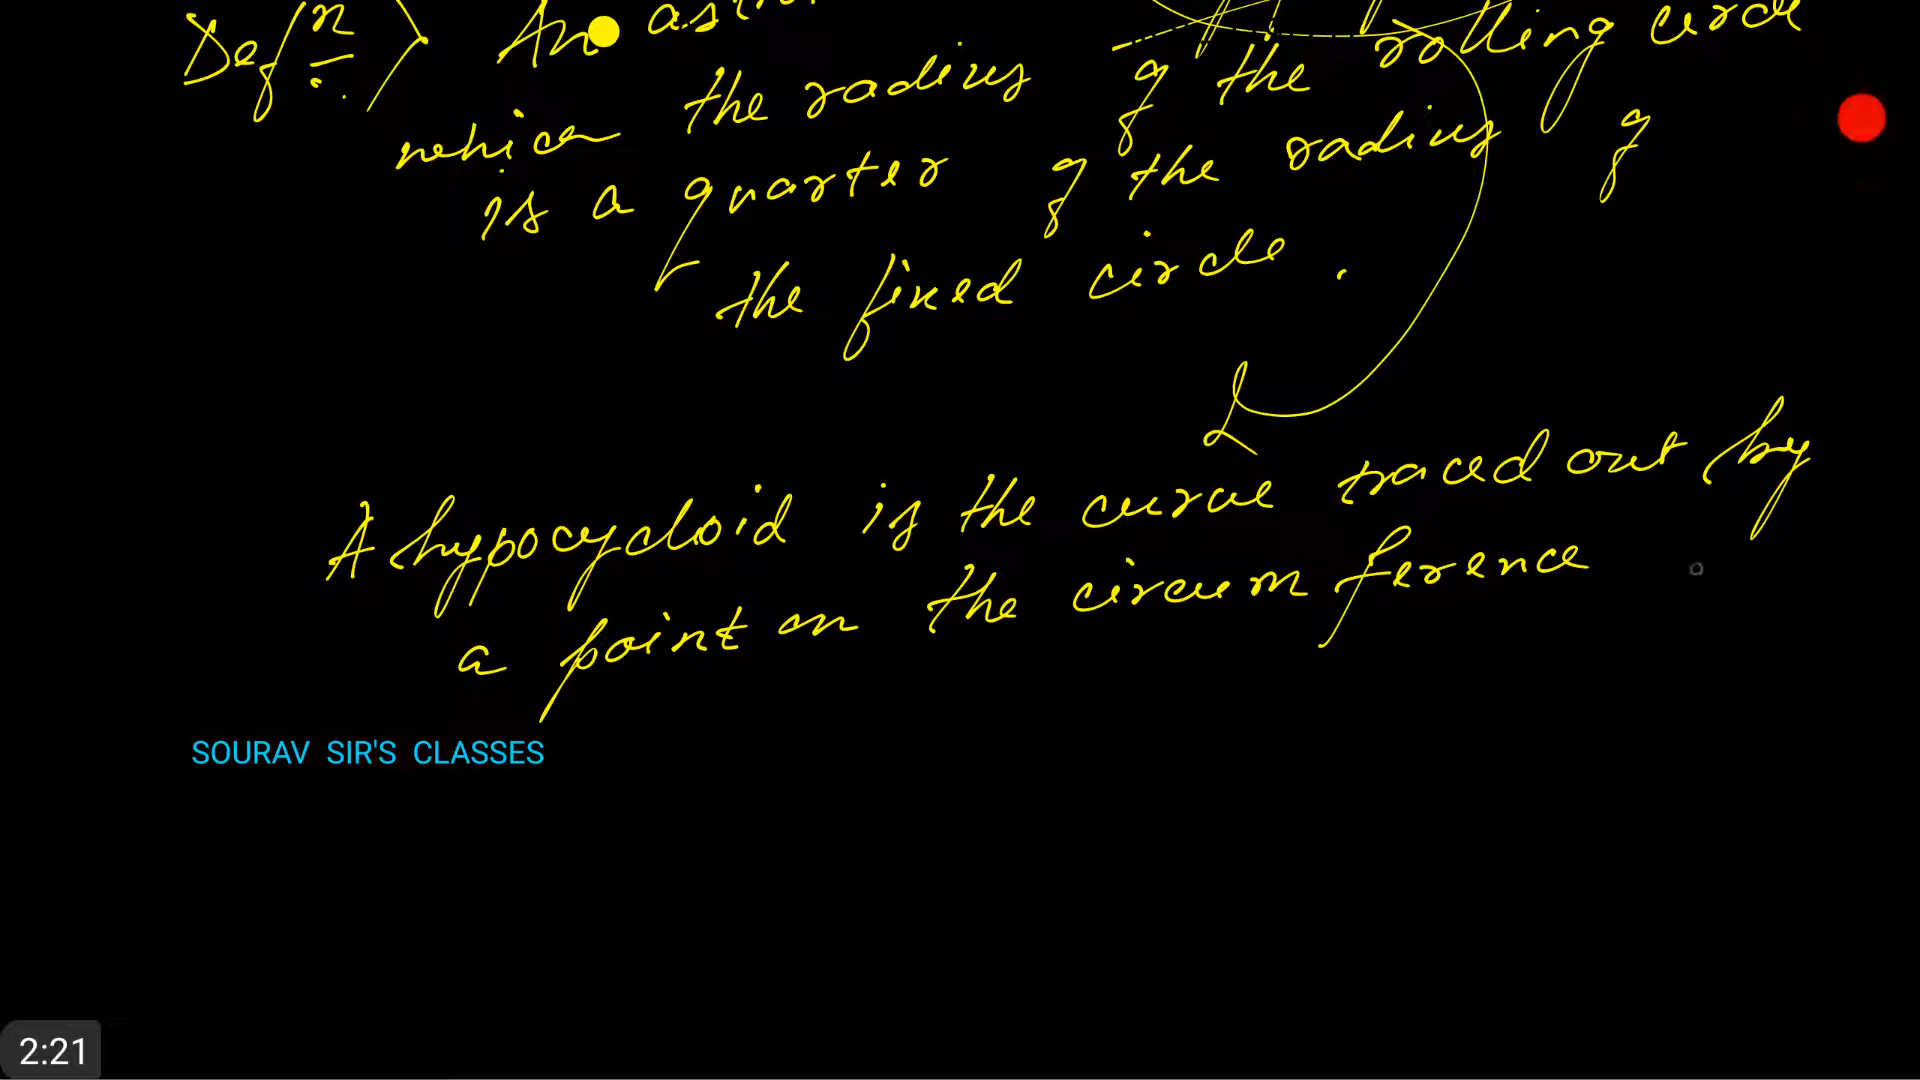 Defn An
which the radius of the rolling circle
is a quarter of the radius of
the fixed circle.
A hypocycloid is the curve traced out by
a point on the circumference
SOURAV SIR'S CLASSES
2:21